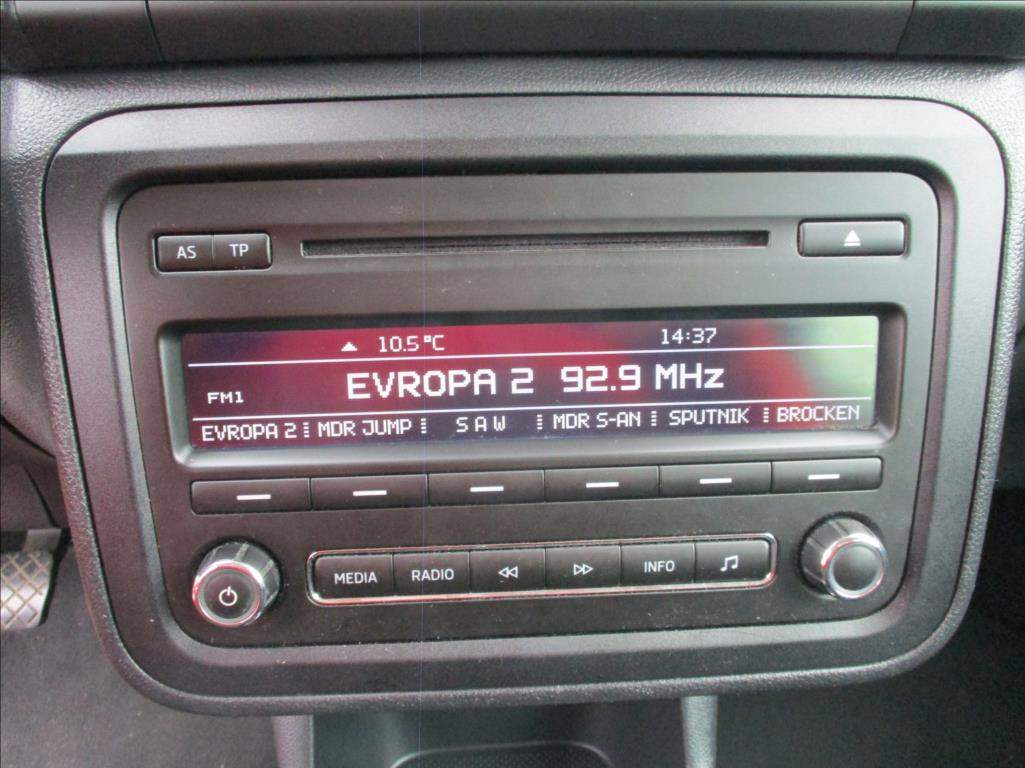 AS TP
10.5°C 14:37
FM1 EVROPA 2 92.9 MHz
EVROPA 2 MDR JUMP S A W MDR S-AN SPUTNIK BROCKEN
MEDIA RADIO INFO